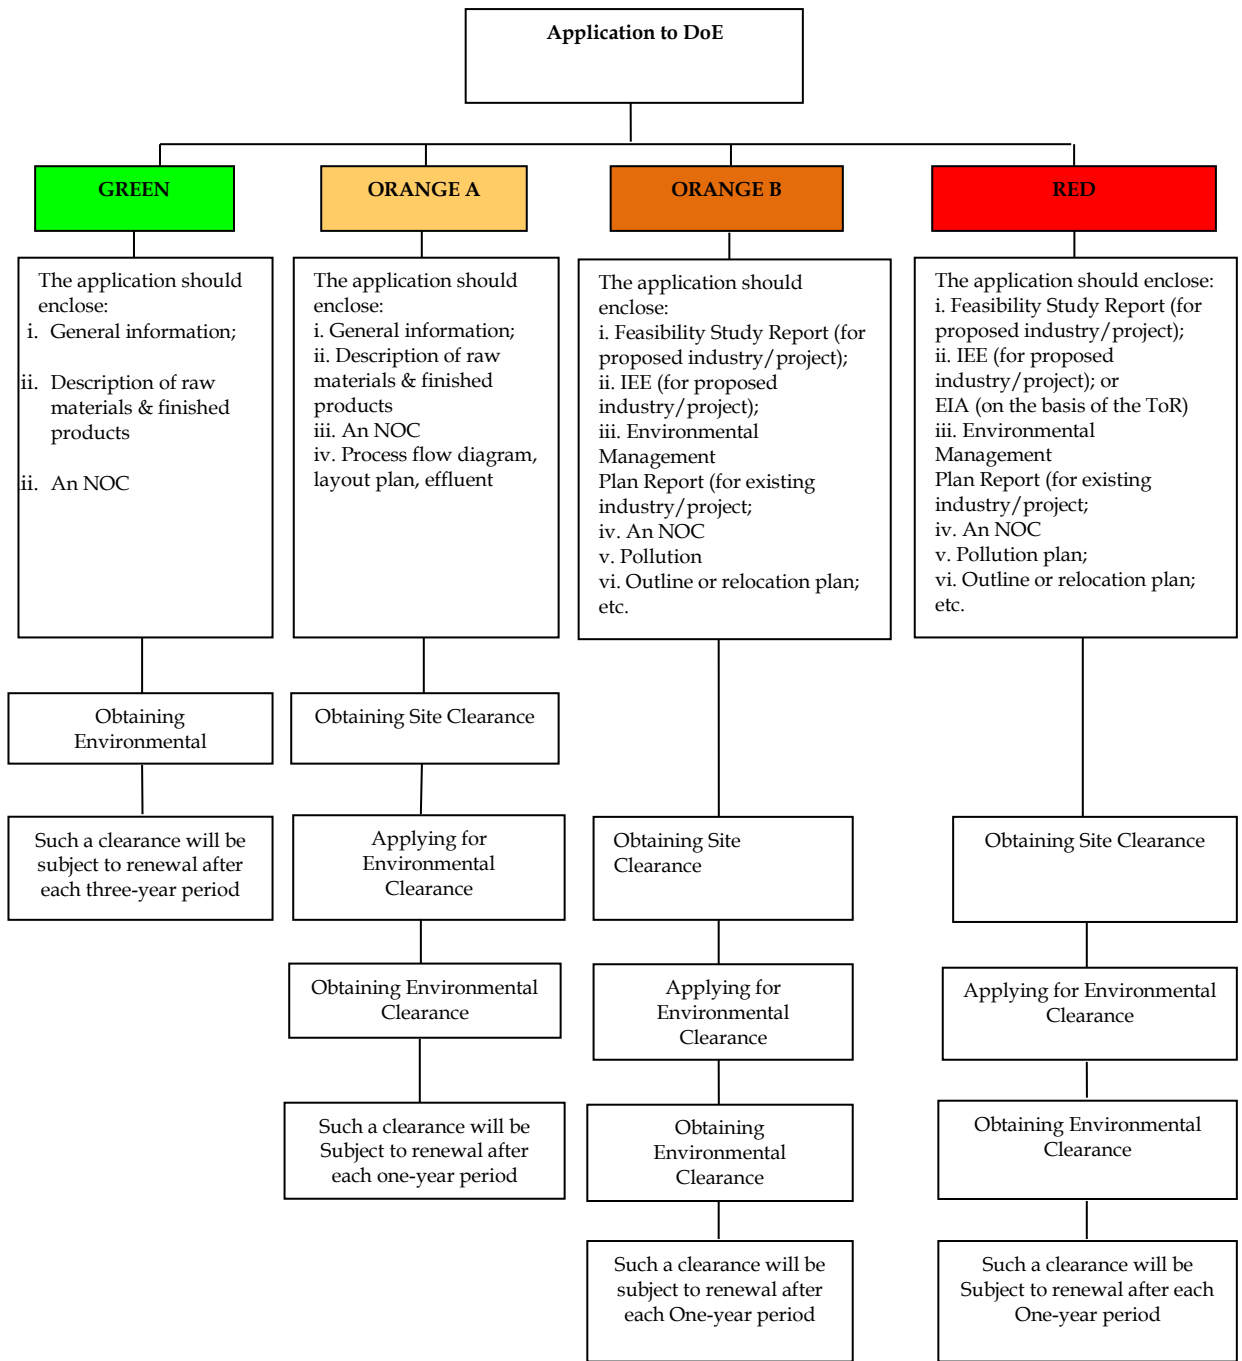 Application to DoE
GREEN
ORANGE A
ORANGE B
RED
The application should
enclose:
i. General information;
ii. Description of raw
materials & finished
products
ii. An NOC
The application should
enclose:
i. General information;
ii. Description of raw
materials & finished
products
iii. An NOC
iv. Process flow diagram,
layout plan, effluent
The application should
enclose:
i. Feasibility Study Report (for
proposed industry/project);
ii. IEE (for proposed
industry/project);
iii. Environmental
Management
Plan Report (for existing
industry/project;
iv. An NOC
v. Pollution
vi. Outline or relocation plan;
etc.
The application should enclose:
i. Feasibility Study Report (for
proposed industry/project);
ii. IEE (for proposed
industry/project); or
EIA (on the basis of the ToR)
iii. Environmental
Management
Plan Report (for existing
industry/project;
iv. An NOC
v. Pollution plan;
vi. Outline or relocation plan;
etc.
Obtaining
Environmental
Obtaining Site Clearance
Such a clearance will be
subject to renewal after
each three-year period
Applying for
Environmental
Clearance
Obtaining Site
Clearance
Obtaining Site Clearance
Obtaining Environmental
Clearance
Applying for
Environmental
Clearance
Applying for Environmental
Clearance
Such a clearance will be
Subject to renewal after
each one-year period
Obtaining
Environmental
Clearance
Obtaining Environmental
Clearance
Such a clearance will be
subject to renewal after
each One-year period
Such a clearance will be
Subject to renewal after each
One-year period